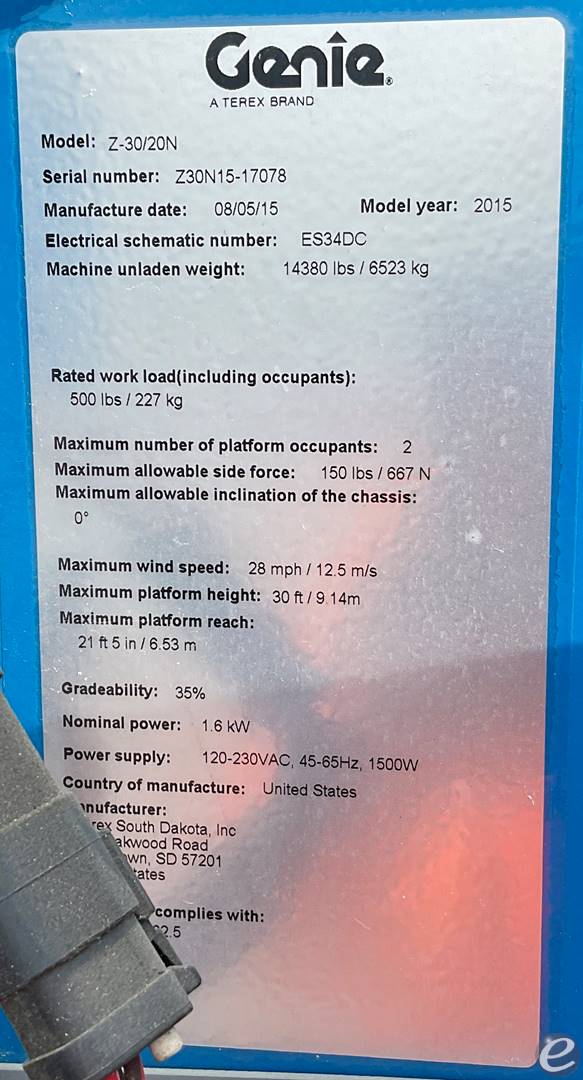 Genie®
A TEREX BRAND
Model: Z-30/20N
Serial number: Z30N15-17078
Manufacture date: 08/05/15 Model year: 2015
Electrical schematic number: ES34DC
Machine unladen weight: 14380 lbs / 6523 kg
Rated work load(including occupants):
500 lbs / 227 kg
Maximum number of platform occupants: 2
Maximum allowable side force: 150 lbs / 667 N
Maximum allowable inclination of the chassis:
0°
Maximum wind speed: 28 mph / 12.5 m/s
Maximum platform height: 30 ft / 9.14m
Maximum platform reach:
21 ft 5 in / 6.53 m
Gradeability: 35%
Nominal power: 1.6 kW
Power supply: 120-230VAC, 45-65Hz, 1500W
Country of manufacture: United States
South Dakota, Inc
Road
SD 57201
complies with:
e